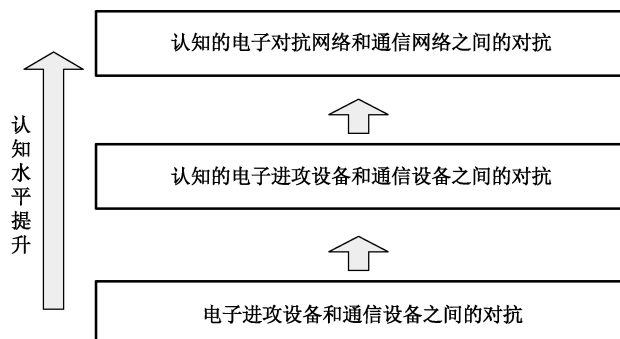 认知的电子对抗网络和通信网络之间的对抗
认知水平提升
认知的电子进攻设备和通信设备之间的对抗
电子进攻设备和通信设备之间的对抗